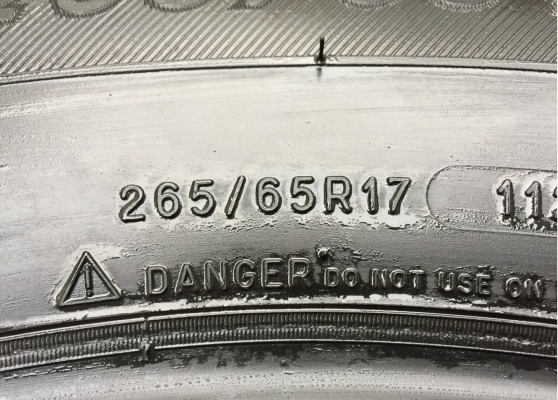 265/65R17
DANGER DO NOT USE ON